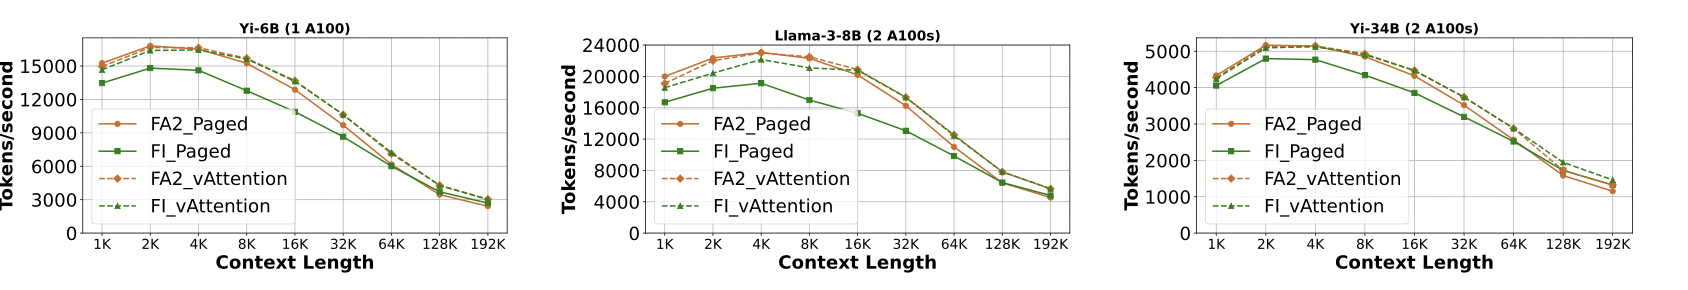 Yi-6B (1 A100)
Tokens/second
15000
12000
9000
6000
3000
0
FA2_Paged
FI_Paged
FA2_vAttention
FI_vAttention
1K 2K 4K 8K 16K 32K 64K 128K 192K
Context Length
Llama-3-8B (2 A100s)
Tokens/second
24000
20000
16000
12000
8000
4000
0
FA2_Paged
FI_Paged
FA2_vAttention
FI_vAttention
1K 2K 4K 8K 16K 32K 64K 128K 192K
Context Length
Yi-34B (2 A100s)
Tokens/second
5000
4000
3000
2000
1000
0
FA2_Paged
FI_Paged
FA2_vAttention
FI_vAttention
1K 2K 4K 8K 16K 32K 64K 128K 192K
Context Length